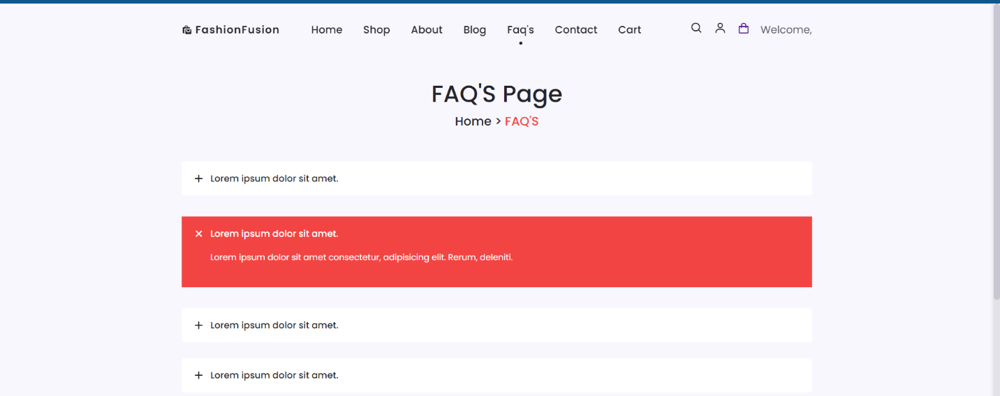 FashionFusion Home Shop About Blog Faq's Contact Cart Welcome,
FAQ'S Page
Home > FAQ'S
Lorem ipsum dolor sit amet.
Lorem ipsum dolor sit amet.
Lorem ipsum dolor sit amet consectetur, adipisicing elit. Rerum, deleniti.
Lorem ipsum dolor sit amet.
Lorem ipsum dolor sit amet.